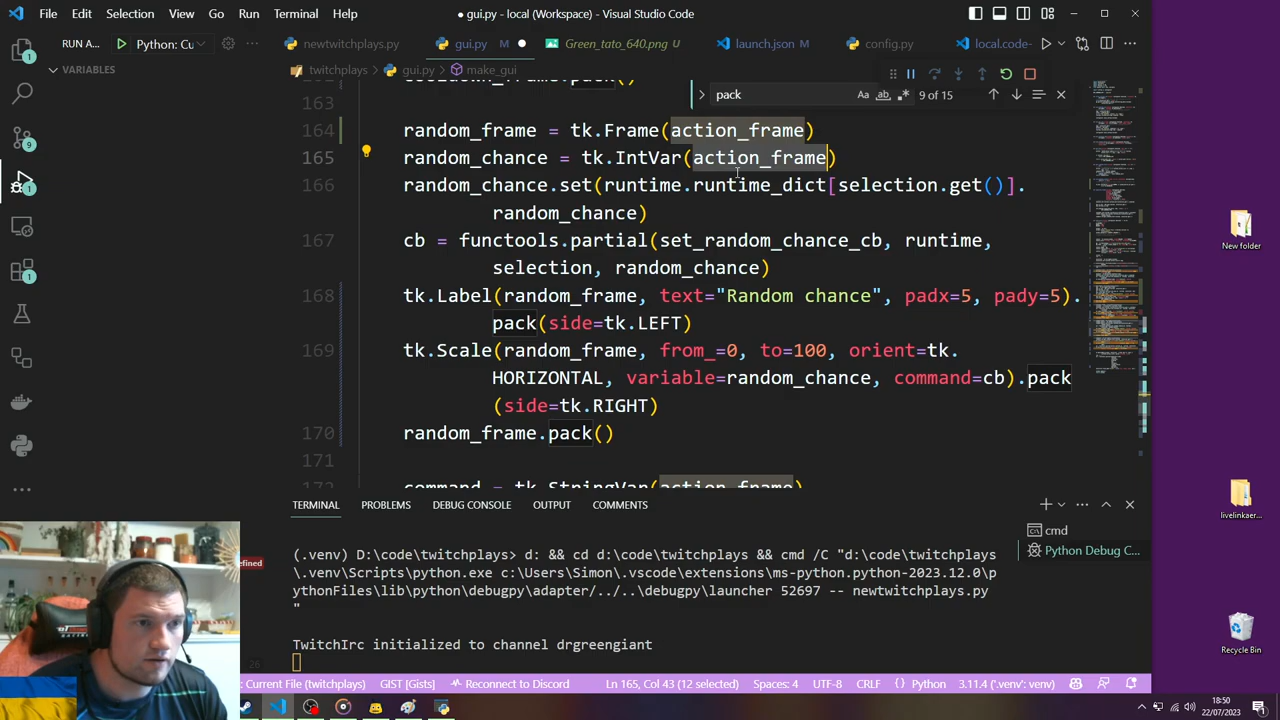 File Edit Selection View Go Run Terminal Help
● gui.py - local (Workspace) - Visual Studio Code
RUN A... Python: Cu
newtwitchplays.py
gui.py M
Green_tato_640.png U
launch.json M
config.py
local.code-
VARIABLES
twitchplays > gui.py > make_gui
pack
Aa ab 9 of 15
163
164 random_frame = tk.Frame(action_frame)
random_chance = tk.IntVar(action_frame
random_chance.set(runtime.runtime_dict[selection.get()].
random_chance)
cb = functools.partial(set_random_chance_cb, runtime,
selection, random_chance)
tk.Label(random_frame, text="Random chance", padx=5, pady=5).
pack(side=tk.LEFT)
tk.Scale(random_frame, from_=0, to=100, orient=tk.
HORIZONTAL, variable=random_chance, command=cb).pack
(side=tk.RIGHT)
170 random_frame.pack()
171
command = tk.StringVar(action_frame)
TERMINAL PROBLEMS DEBUG CONSOLE OUTPUT COMMENTS
(.venv) D:\code\twitchplays> d: && cd d:\code\twitchplays && cmd /C "d:\code\twitchplays
\.venv\Scripts\python.exe c:\Users\Simon\.vscode\extensions\ms-python.python-2023.12.0\p
ythonFiles\lib\python\debugpy\adapter/../..\debugpy\launcher 52697 -- newtwitchplays.py
"
TwitchIrc initialized to channel drgreengiant
cmd
Python Debug C...
: Current File (twitchplays) GIST [Gists] Reconnect to Discord Ln 165, Col 43 (12 selected) Spaces: 4 UTF-8 CRLF Python 3.11.4 ('.venv': venv)
New folder
livelinkaer...
Recycle Bin
18:50
22/07/2023